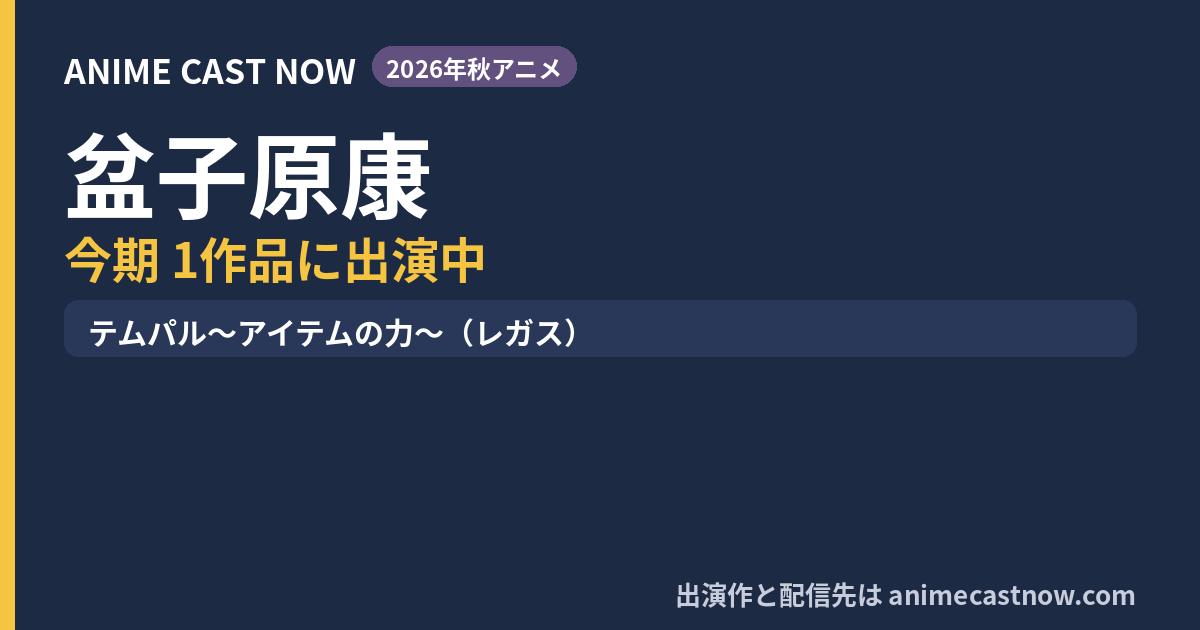 ANIME CAST NOW 2026年秋アニメ
盆子原康
今期 1作品に出演中
テムパル〜アイテムの力〜（レガス）
出演作と配信先は animecastnow.com